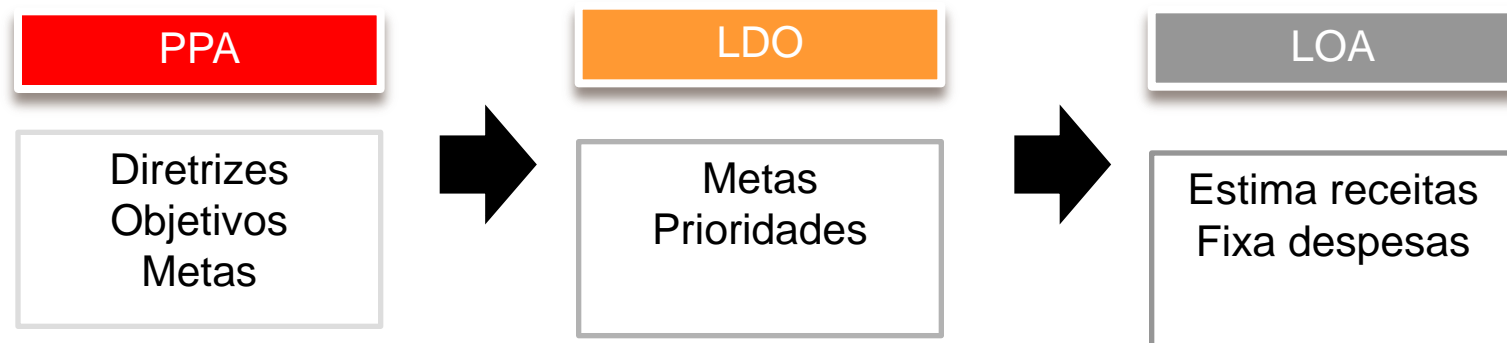 PPA
Diretrizes
Objetivos
Metas
LDO
Metas
Prioridades
LOA
Estima receitas
Fixa despesas